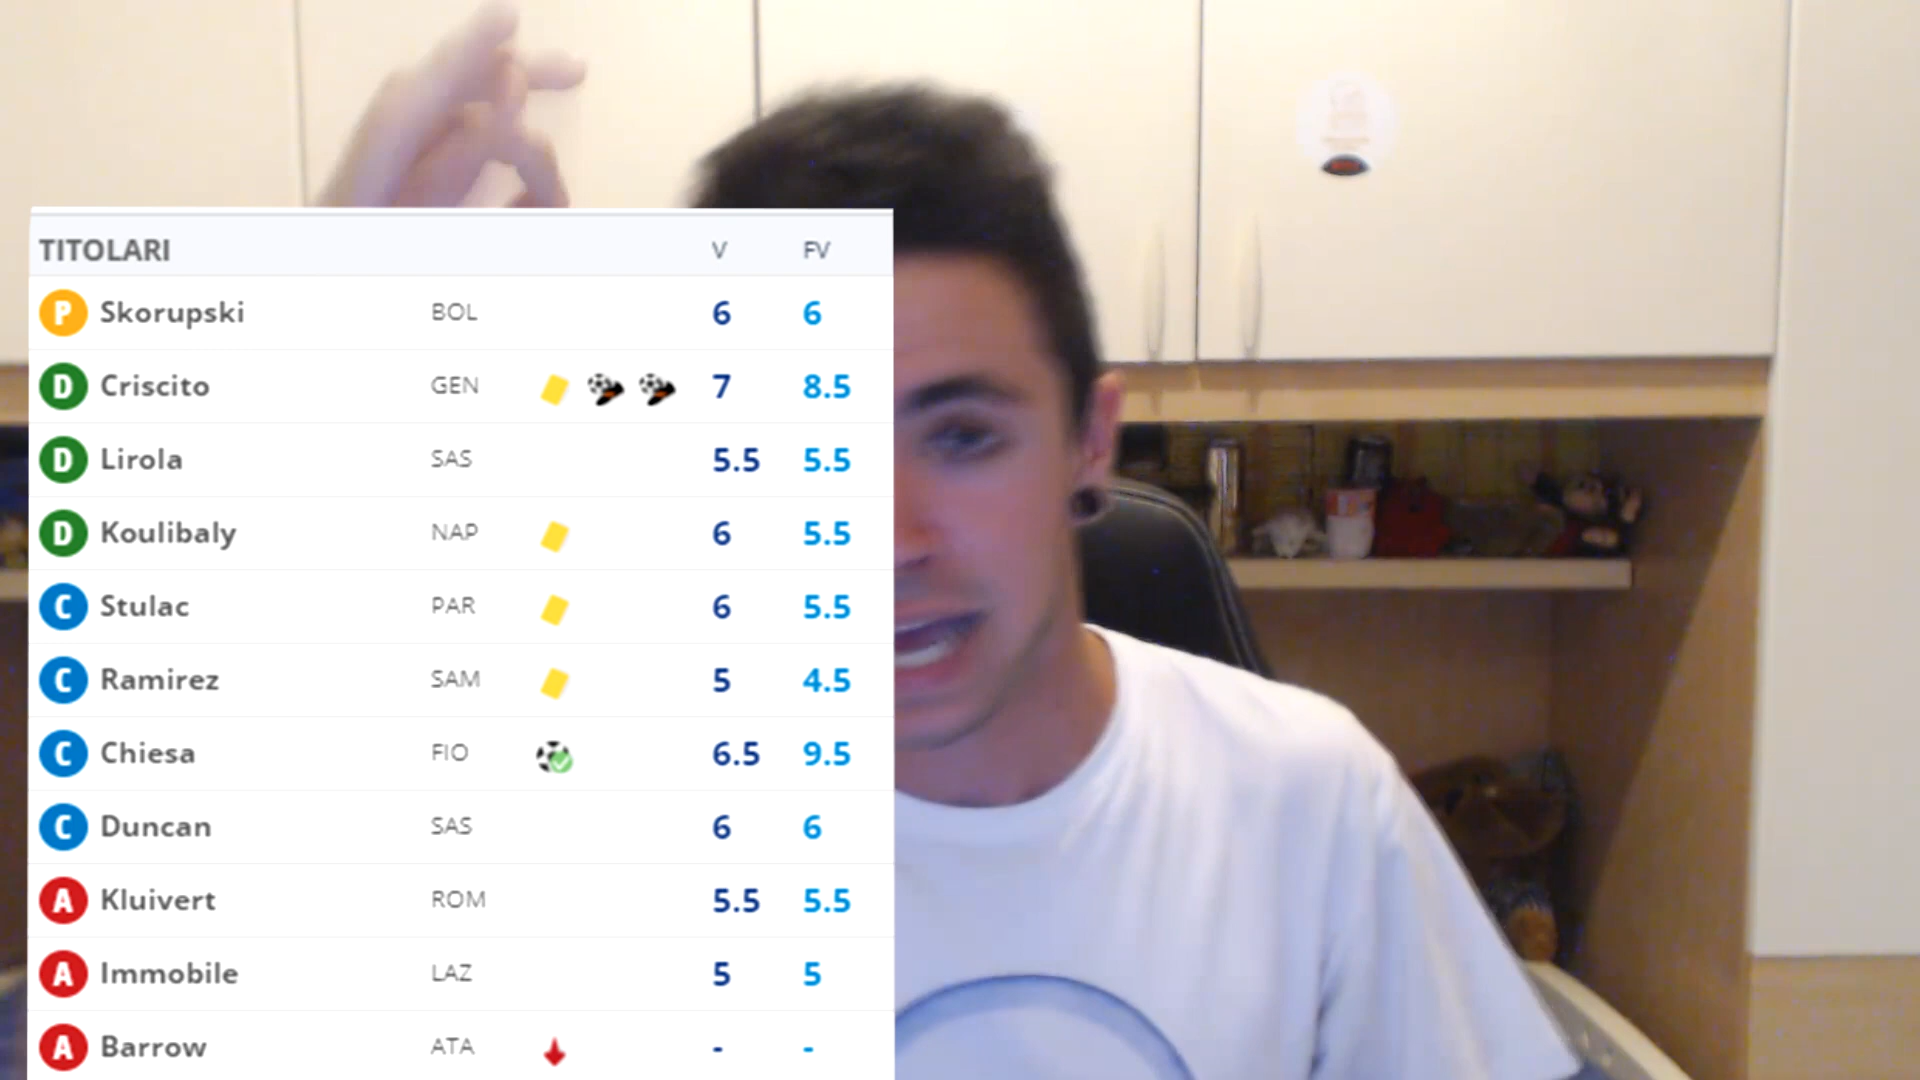 TITOLARI V FV
P Skorupski BOL 6 6
D Criscito GEN 7 8.5
D Lirola SAS 5.5 5.5
D Koulibaly NAP 6 5.5
C Stulac PAR 6 5.5
C Ramirez SAM 5 4.5
C Chiesa FIO 6.5 9.5
C Duncan SAS 6 6
A Kluivert ROM 5.5 5.5
A Immobile LAZ 5 5
A Barrow ATA - -